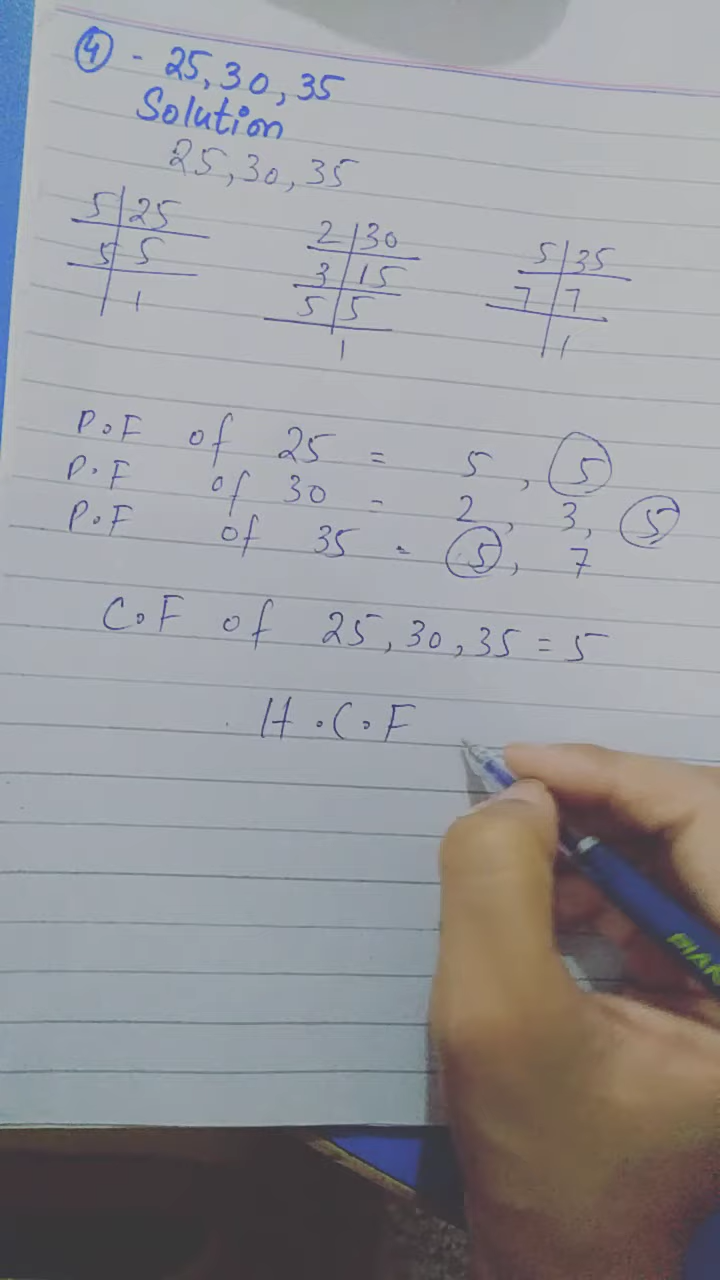 ④ - 25, 30, 35
Solution
25, 30, 35
5 | 25
5 | 5
1
2 | 30
3 | 15
5 | 5
1
5 | 35
7 | 7
1
P.F of 25 = 5, 5
P.F of 30 = 2, 3, 5
P.F of 35 = 5, 7
C.F of 25, 30, 35 = 5
H.C.F
PIAN